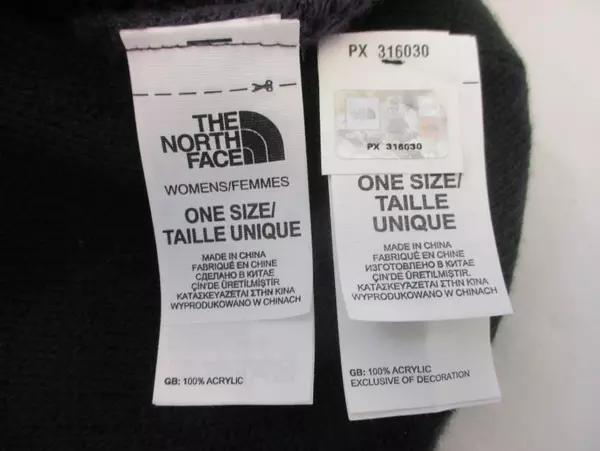 THE
NORTH
FACE
WOMENS/FEMMES
ONE SIZE/
TAILLE UNIQUE
MADE IN CHINA
FABRIQUÉ EN CHINE
СДЕЛАНО В КИТАЕ
ÇİN'DE ÜRETİLMİŞTİR.
ΚΑΤΑΣΚΕΥΑΖΕΤΑΙ ΣΤΗΝ ΚΙΝΑ
WYPRODUKOWANO W CHINACH
GB: 100% ACRYLIC
PX 316030
PX 316030
ONE SIZE/
TAILLE
UNIQUE
MADE IN CHINA
FABRIQUÉ EN CHINE
ИЗГОТОВЛЕНО В КИТАЕ
ÇİN'DE ÜRETİLMİŞTİR.
ΚΑΤΑΣΚΕΥΑΖΕΤΑΙ ΣΤΗΝ ΚΙΝΑ
WYPRODUKOWANO W CHINACH
GB: 100% ACRYLIC
EXCLUSIVE OF DECORATION